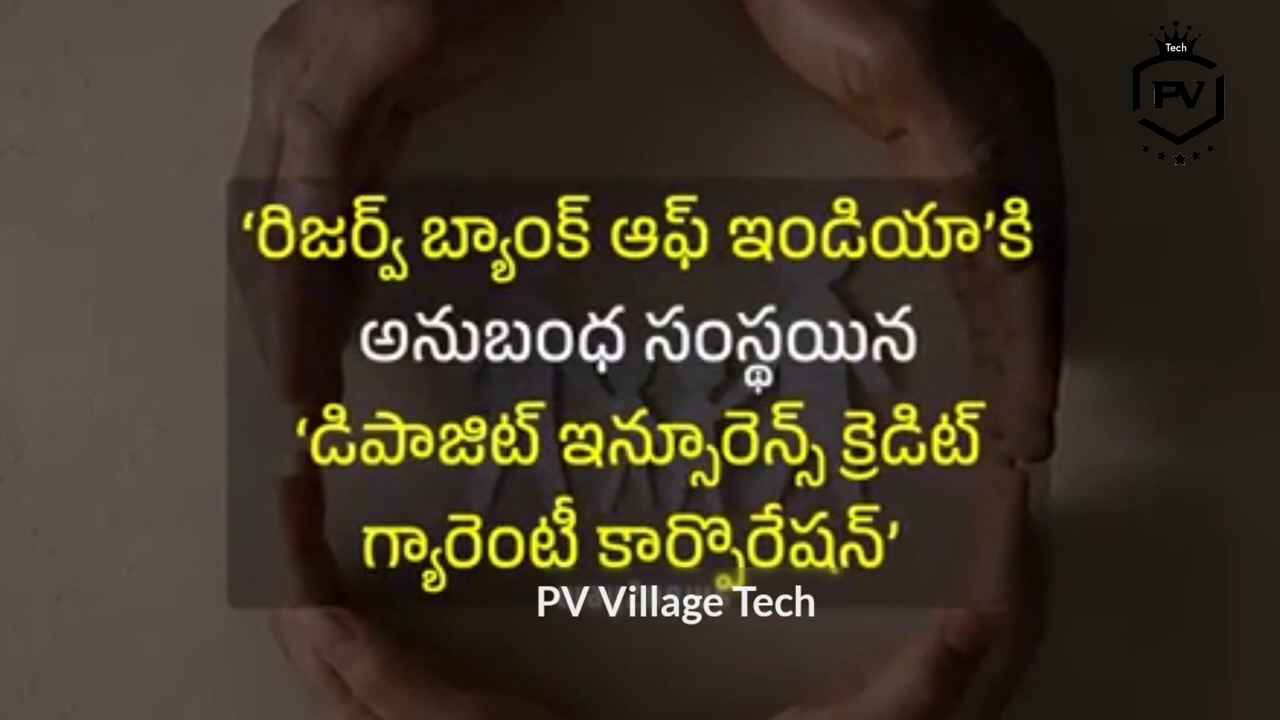 Tech
PV
‘రిజర్వ్ బ్యాంక్ ఆఫ్ ఇండియా’కి
అనుబంధ సంస్థయిన
‘డిపాజిట్ ఇన్సూరెన్స్ క్రెడిట్
గ్యారెంటీ కార్పొరేషన్’
PV Village Tech